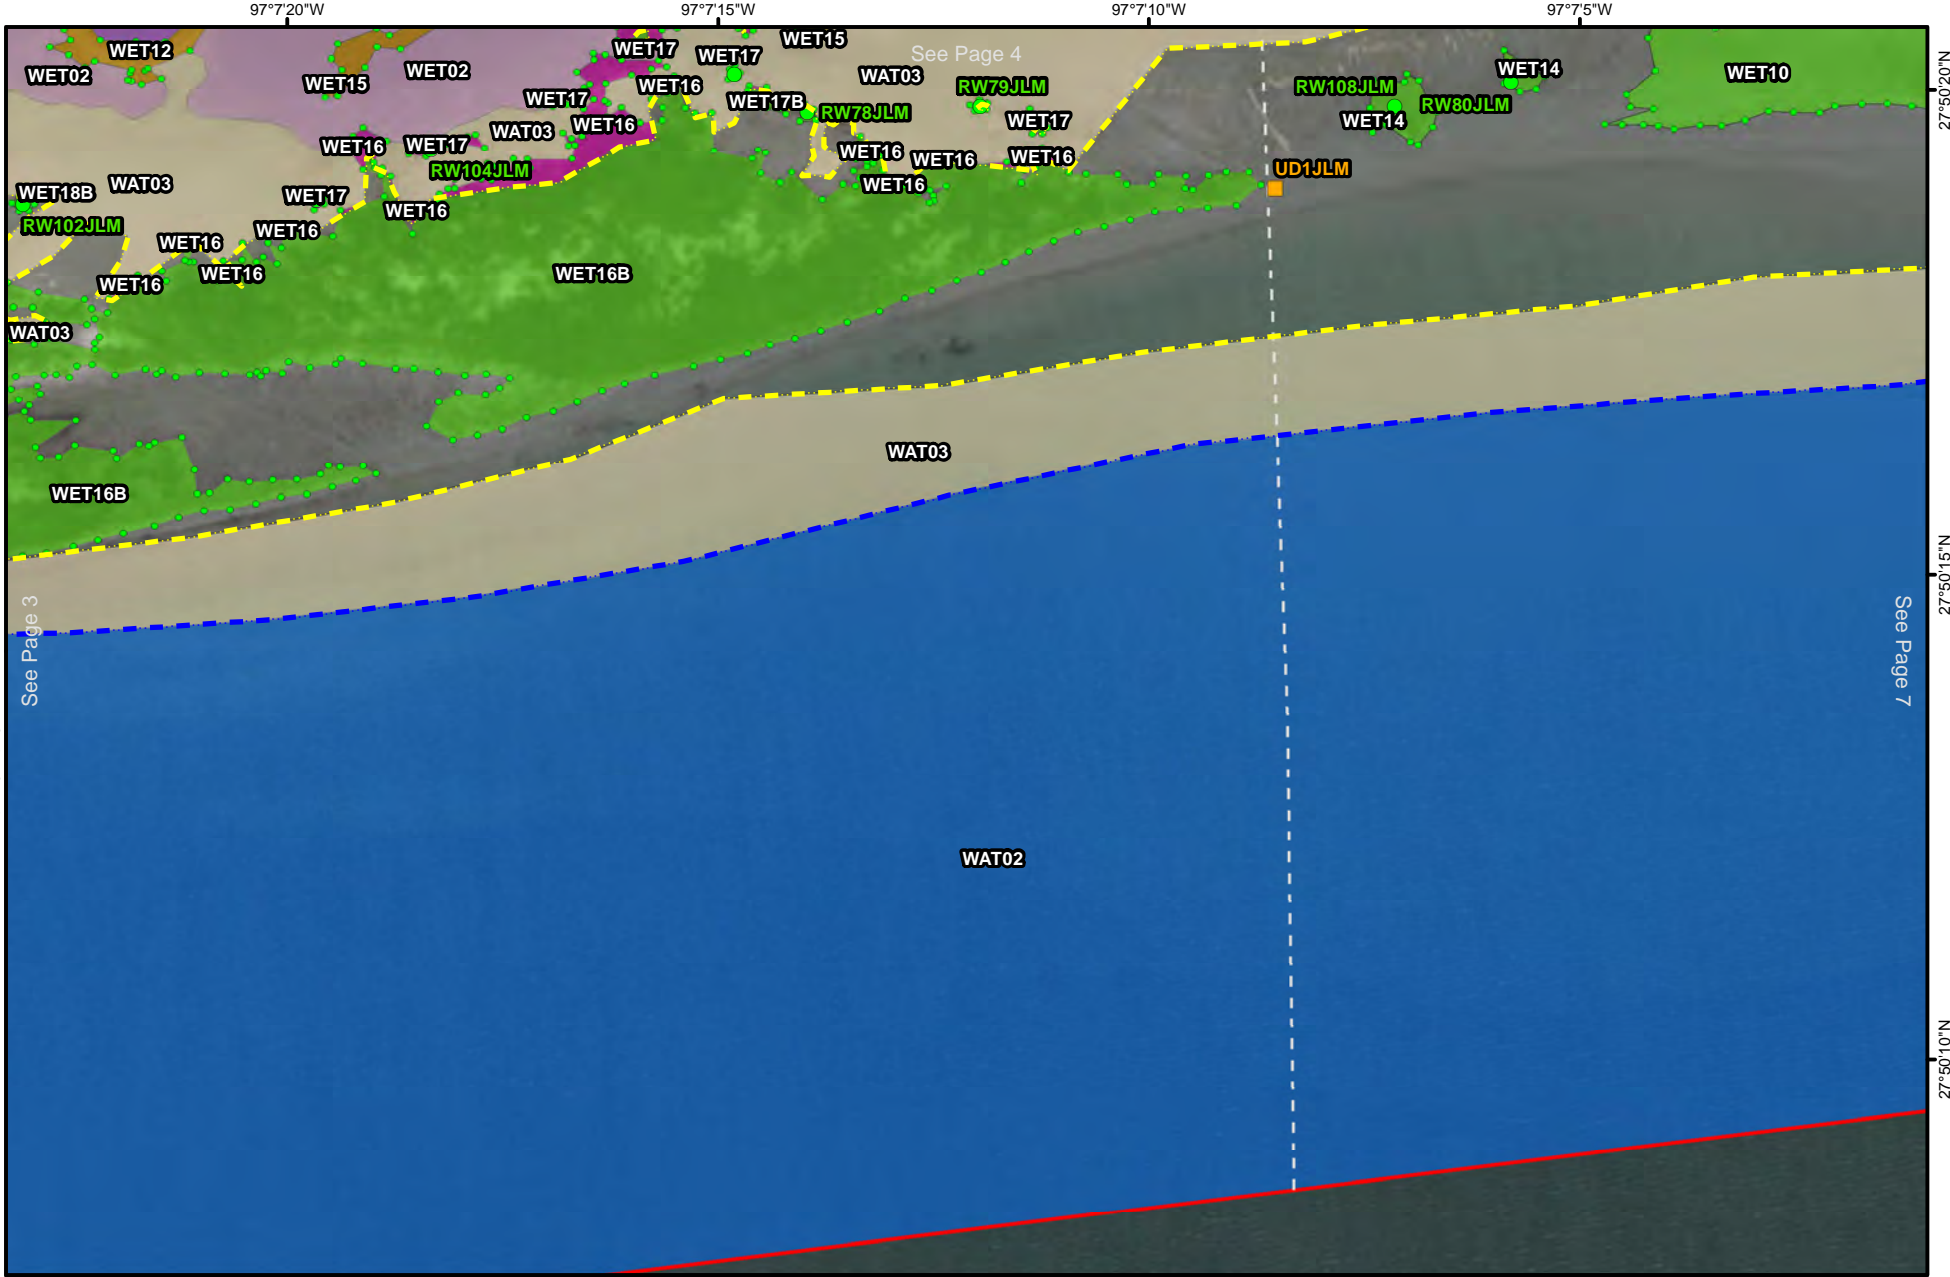 97°7'20"W
97°7'15"W
97°7'10"W
97°7'5"W
WET12
WET02
WET15
WET02
WET17
WET17
WET15
See Page 4
WAT03
WET14
WET10
27°50'20"N
WET17
WET16
WET17B
RW78JLM
RW79JLM
WET17
RW108JLM
RW80JLM
WET14
WET16
WET17
WAT03
WET16
RW104JLM
WET16
WET16
WET16
WET16
UD1JLM
WET18B
WAT03
WET17
WET16
RW102JLM
WET16
WET16
WET16
WET16
WET16B
WAT03
WAT03
WET16B
27°50'15"N
See Page 3
See Page 7
WAT02
27°50'10"N